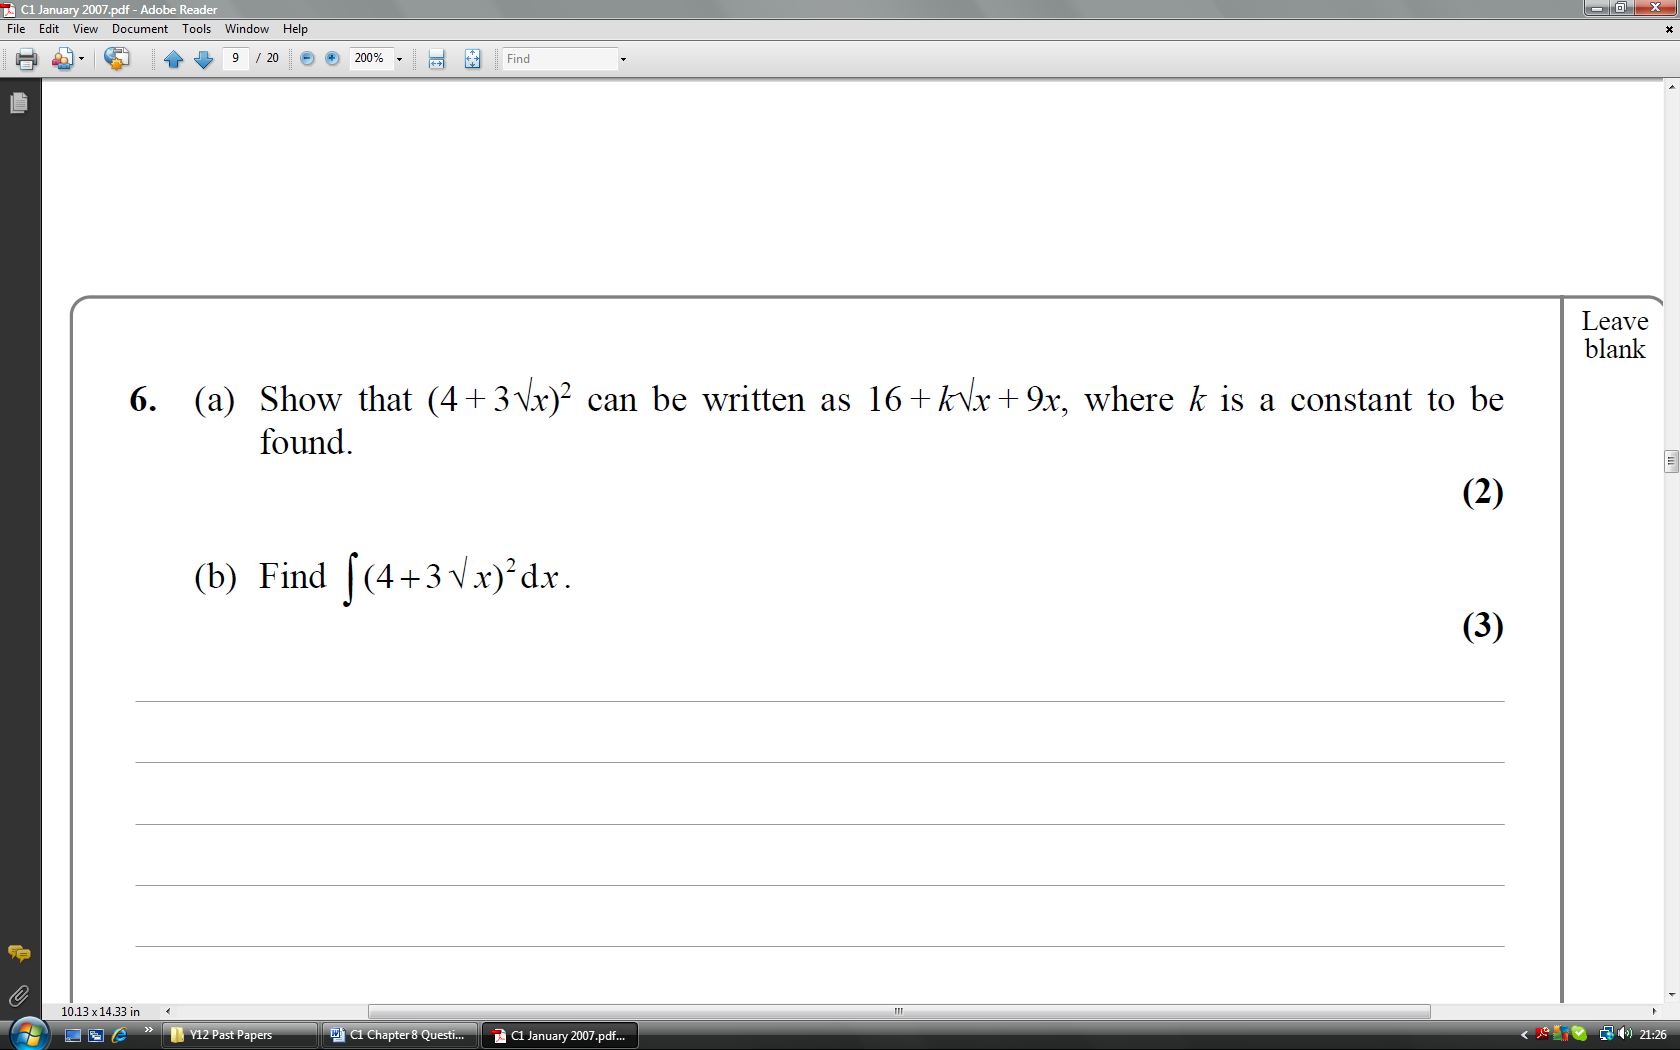 C1 January 2007.pdf - Adobe Reader
File Edit View Document Tools Window Help
9 / 20 200% Find
Leave
blank
6. (a) Show that (4 + 3√x)² can be written as 16 + k√x + 9x, where k is a constant to be
found.
(2)
(b) Find ∫(4+3√x)²dx.
(3)
10.13 x 14.33 in
Y12 Past Papers C1 Chapter 8 Questi... C1 January 2007.pdf... 21:26